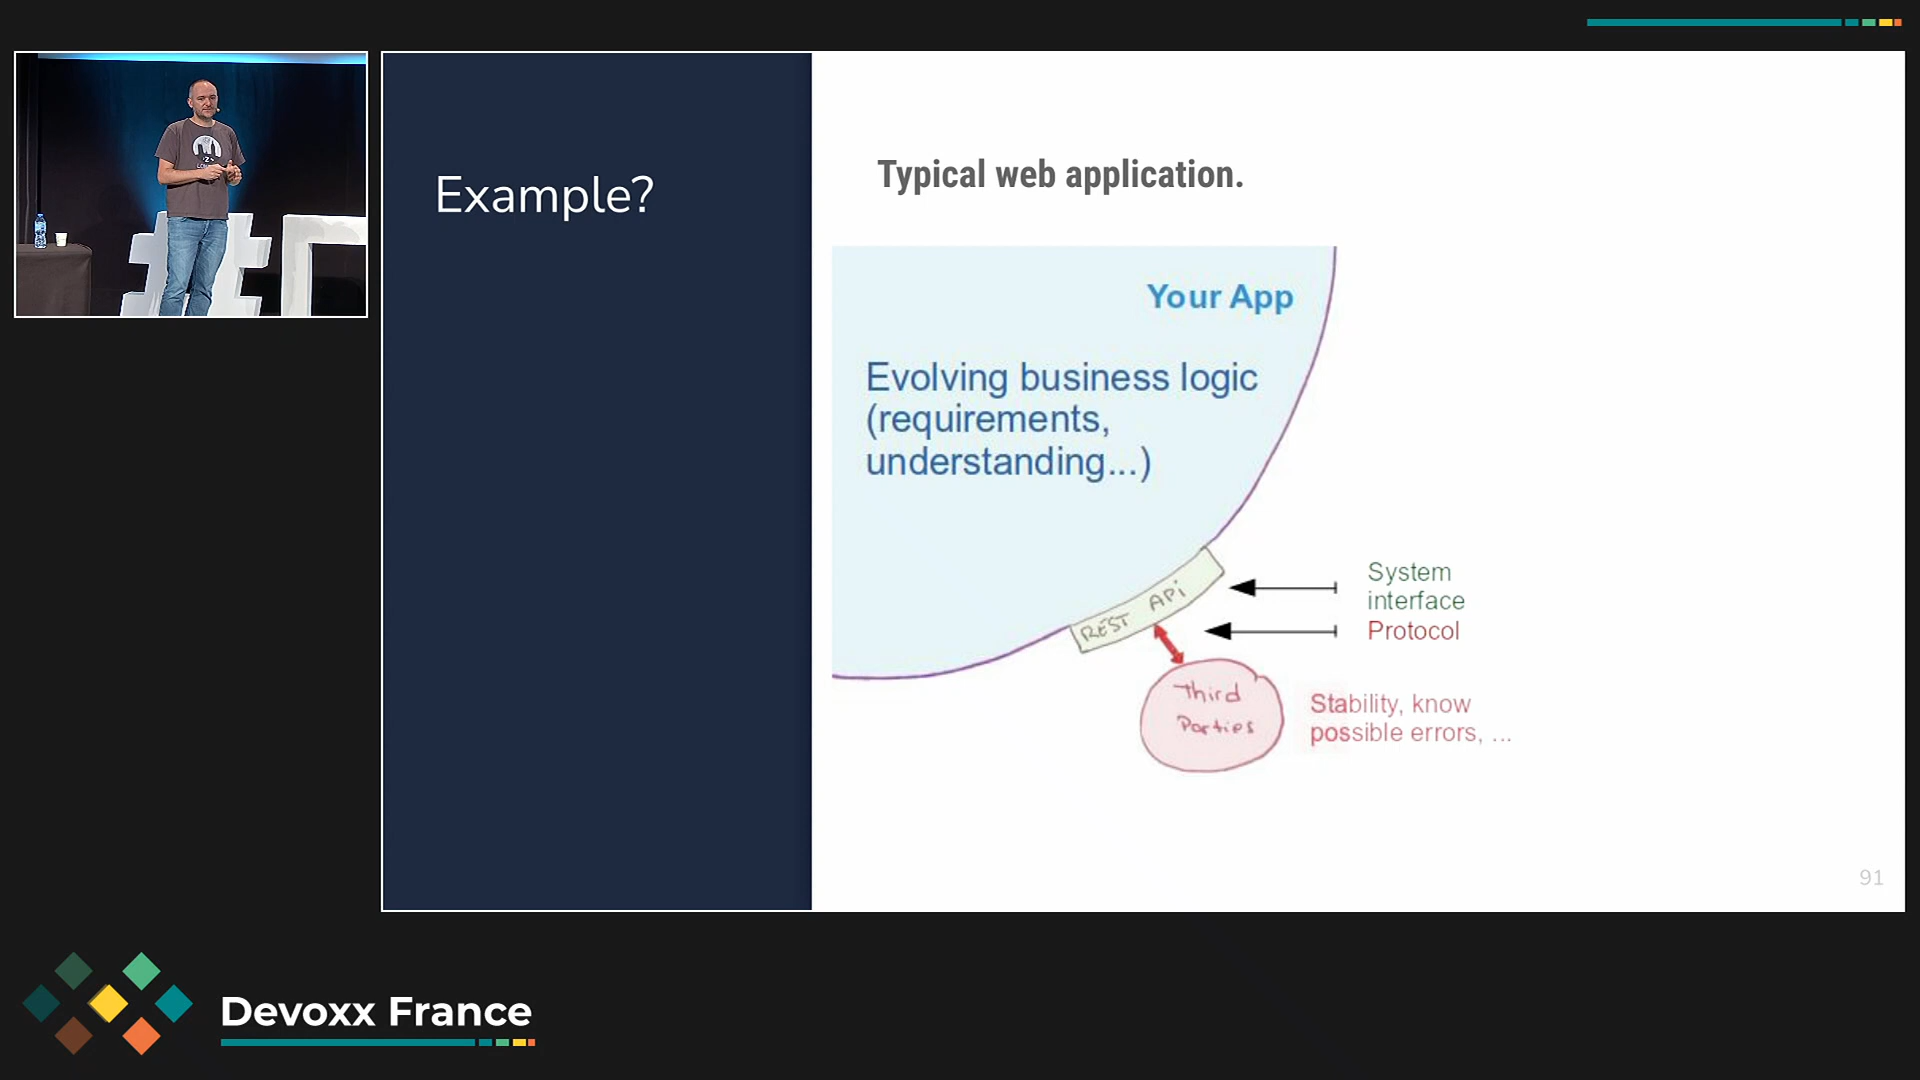 Example?
Typical web application.
Your App
Evolving business logic
(requirements,
understanding...)
REST API
System
interface
Protocol
Third
Parties
Stability, know
possible errors, ...
91
Devoxx France